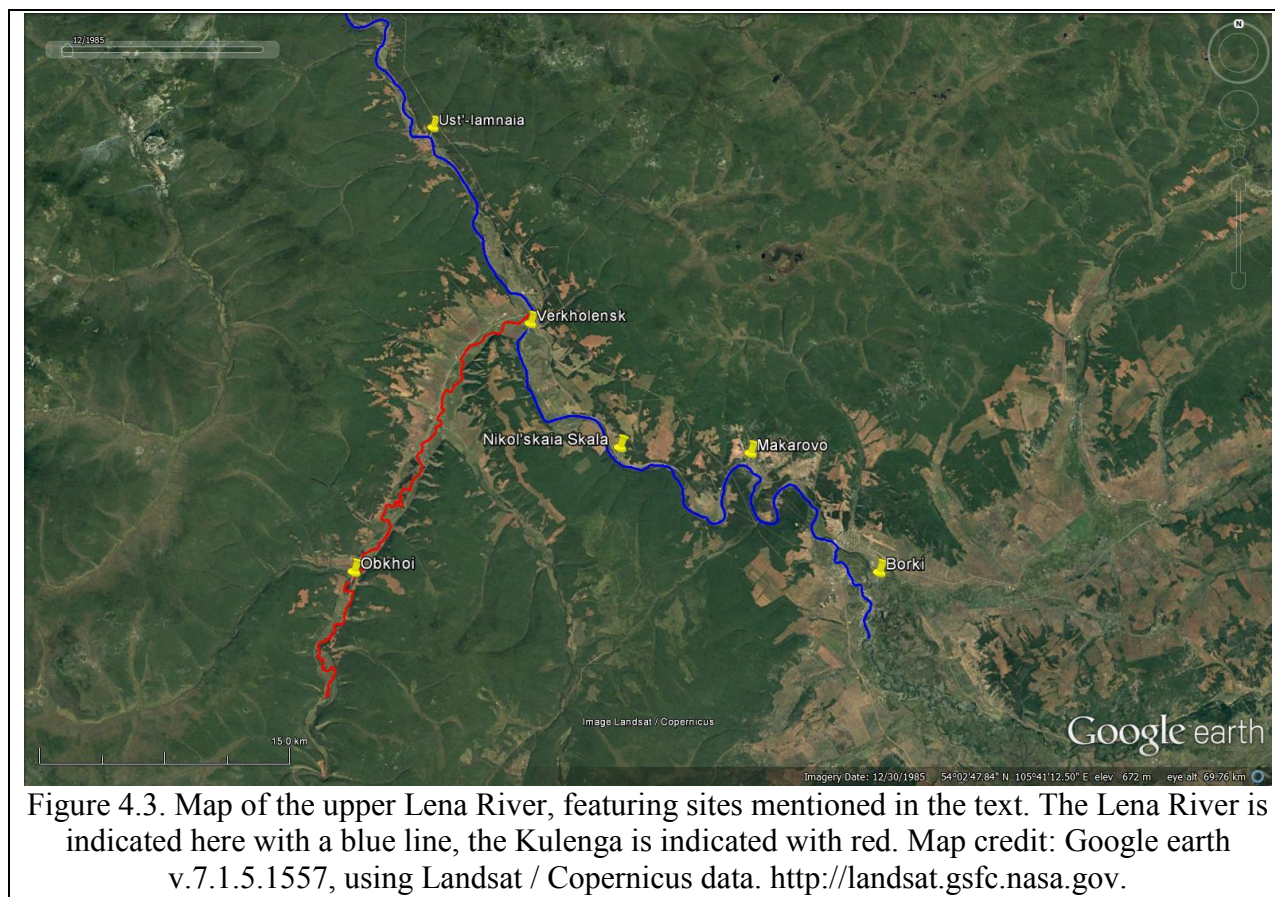 12/1985
N
Ust'-Iamnaia
Verkholensk
Nikol'skaia Skala
Makarovo
Obkhoi
Borki
Image Landsat / Copernicus
15.0 km
Google earth
Imagery Date: 12/30/1985 54°02'47.84" N 105°41'12.50" E elev 672 m eye alt 69.76 km
Figure 4.3. Map of the upper Lena River, featuring sites mentioned in the text. The Lena River is
indicated here with a blue line, the Kulenga is indicated with red. Map credit: Google earth
v.7.1.5.1557, using Landsat / Copernicus data. http://landsat.gsfc.nasa.gov.